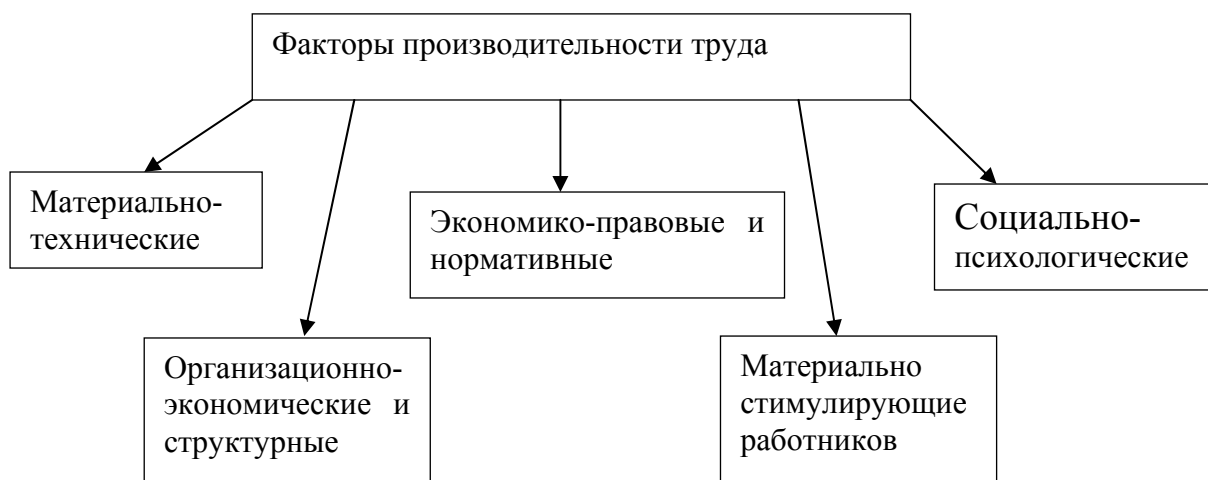 Факторы производительности труда
Материально-
технические
Экономико-правовые и
нормативные
Социально-
психологические
Организационно-
экономические и
структурные
Материально
стимулирующие
работников